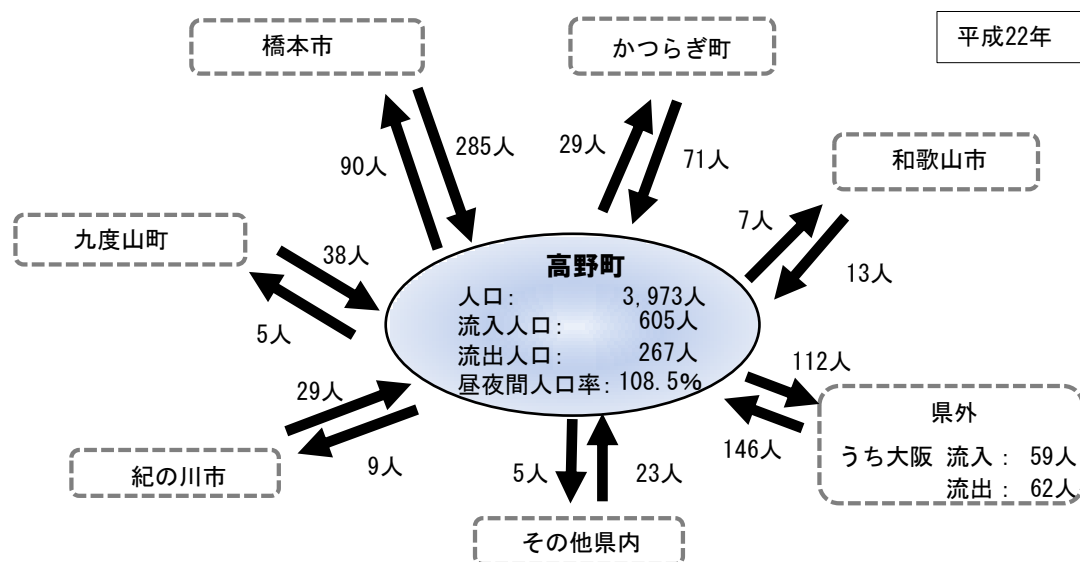 平成22年
橋本市
かつらぎ町
和歌山市
九度山町
紀の川市
その他県内
県外
うち大阪 流入： 59人
流出： 62人
高野町
人口： 3,973人
流入人口： 605人
流出人口： 267人
昼夜間人口率：108.5%
90人
285人
29人
71人
7人
13人
38人
5人
29人
9人
5人
23人
112人
146人